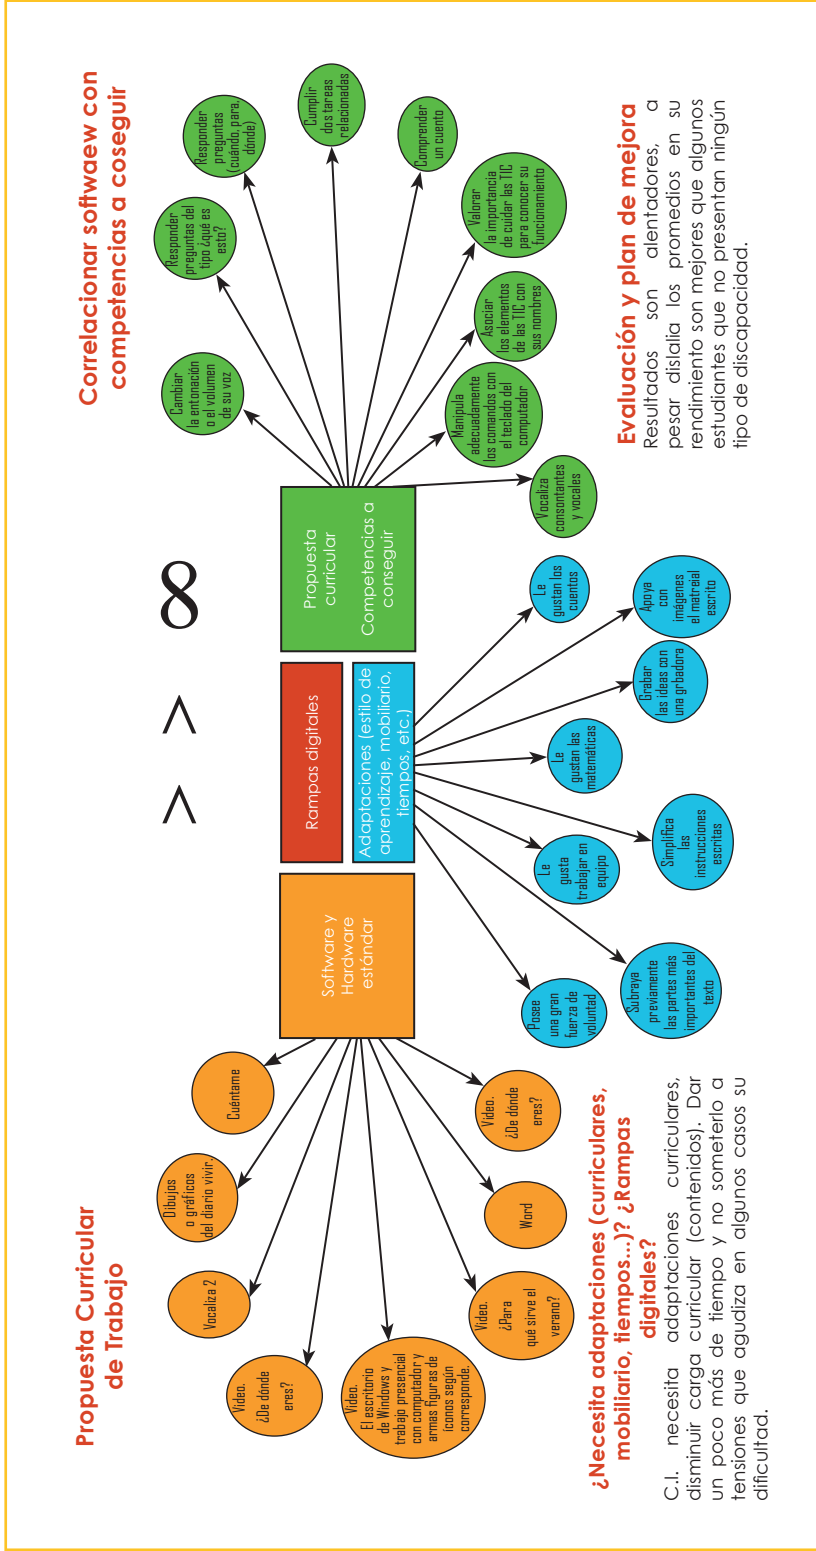 Propuesta Curricular
de Trabajo
Correlacionar softwaew con
competencias a coseguir
< < 8
Cuéntame
Dibujos
o gráficos
del diario vivir.
Vocaliza 2
Video.
¿De dónde
eres?
Video.
El escritorio
de Windows y
trabajo presencial
con computador y
armas figuras de
íconos según
corresponde.
Video.
¿Para
qué sirve el
verano?
Word
Video.
¿De dónde
eres?
Software y
Hardware
estándar
Rampas digitales
Adaptaciones (estilo de
aprendizaje, mobiliario,
tiempos, etc.)
Propuesta
curricular
Competencias a
conseguir
Cambiar
la entonación
o el volumen
de su voz
Responder
preguntas del
tipo ¿qué es
esto?
Responder
preguntas
(cuándo, para,
dónde)
Cumplir
dos tareas
relacionadas
Comprender
un cuento
Valorar
la importancia
de cuidar las TIC
para conocer su
funcionamiento
Asociar
los elementos
de las TIC con
sus nombres
Manipula
adecuadamente
los comandos con
el teclado del
computador
Vocaliza
consontantes
y vocales
Posee
una gran
fuerza de
voluntad
Subraya
previamente
las partes más
importantes del
texto
Le
gusta
trabajar en
equipo
Simplifica
las
instrucciones
escritas
Le
gustan las
matemáticas
Grabar
las ideas con
una grbadora
Apoya
con
imágenes
el matreial
escrito
Le
gustan los
cuentos
¿Necesita adaptaciones (curriculares,
mobiliario, tiempos...)? ¿Rampas
digitales?
C.I. necesita adaptaciones curriculares,
disminuir carga curricular (contenidos). Dar
un poco más de tiempo y no someterlo a
tensiones que agudiza en algunos casos su
dificultad.
Evaluación y plan de mejora
Resultados son alentadores, a
pesar dislalia los promedios en su
rendimiento son mejores que algunos
estudiantes que no presentan ningún
tipo de discapacidad.